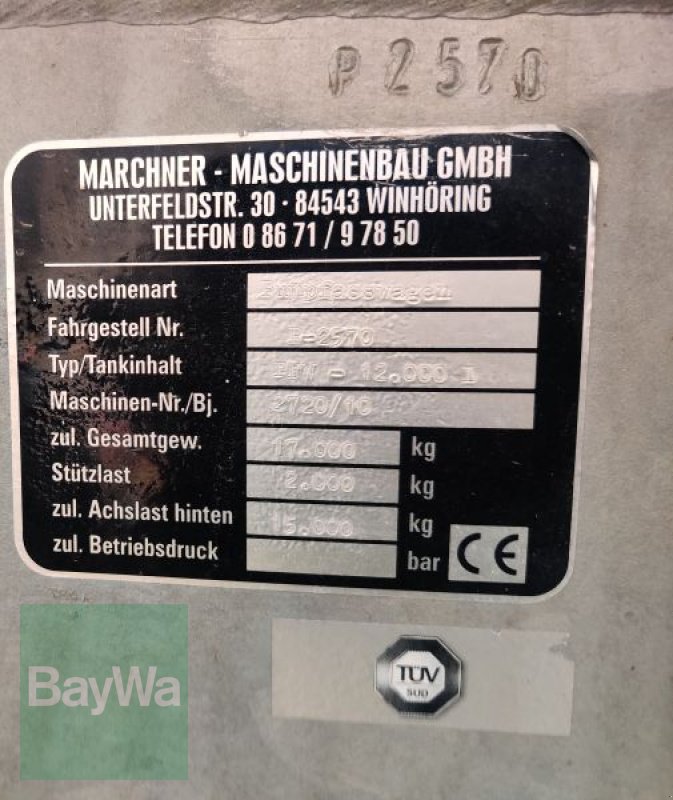 P 2570
MARCHNER - MASCHINENBAU GMBH
UNTERFELDSTR. 30 · 84543 WINHÖRING
TELEFON 0 86 71 / 9 78 50
Maschinenart Pumpfasswagen
Fahrgestell Nr. P-2570
Typ/Tankinhalt PFW - 12.000 L
Maschinen-Nr./Bj. 2720/10
zul. Gesamtgew. 17.000 kg
Stützlast 2.000 kg
zul. Achslast hinten 15.000 kg
zul. Betriebsdruck bar
CE
BayWa
TÜV
SÜD